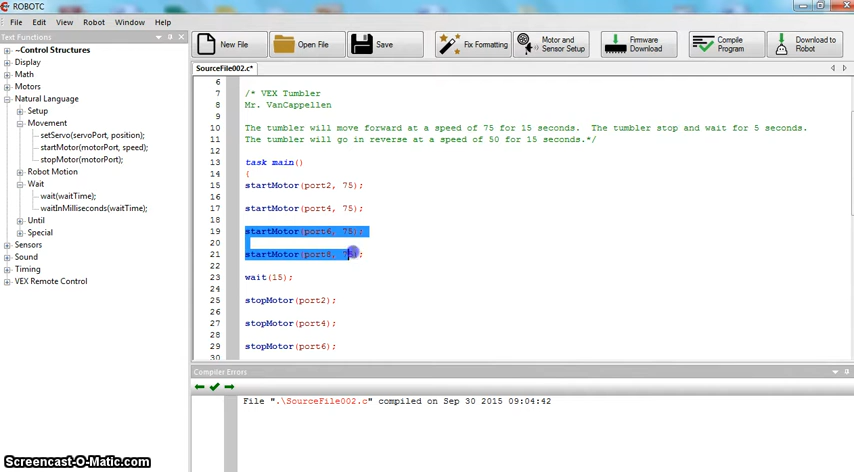 ROBOTC
File Edit View Robot Window Help
Text Functions
~Control Structures
Display
Math
Motors
Natural Language
Setup
Movement
setServo(servoPort, position);
startMotor(motorPort, speed);
stopMotor(motorPort);
Robot Motion
Wait
wait(waitTime);
waitInMilliseconds(waitTime);
Until
Special
Sensors
Sound
Timing
VEX Remote Control
New File
Open File
Save
Fix Formatting
Motor and
Sensor Setup
Firmware
Download
Compile
Program
Download to
Robot
SourceFile002.c*
6
7 /* VEX Tumbler
8 Mr. VanCappellen
9
10 The tumbler will move forward at a speed of 75 for 15 seconds. The tumbler stop and wait for 5 seconds.
11 The tumbler will go in reverse at a speed of 50 for 15 seconds.*/
12
13 task main()
14 {
15 startMotor(port2, 75);
16
17 startMotor(port4, 75);
18
19 startMotor(port6, 75);
20
21 startMotor(port8, 75);
22
23 wait(15);
24
25 stopMotor(port2);
26
27 stopMotor(port4);
28
29 stopMotor(port6);
30
Compiler Errors
File ".\SourceFile002.c" compiled on Sep 30 2015 09:04:42
Screencast-O-Matic.com